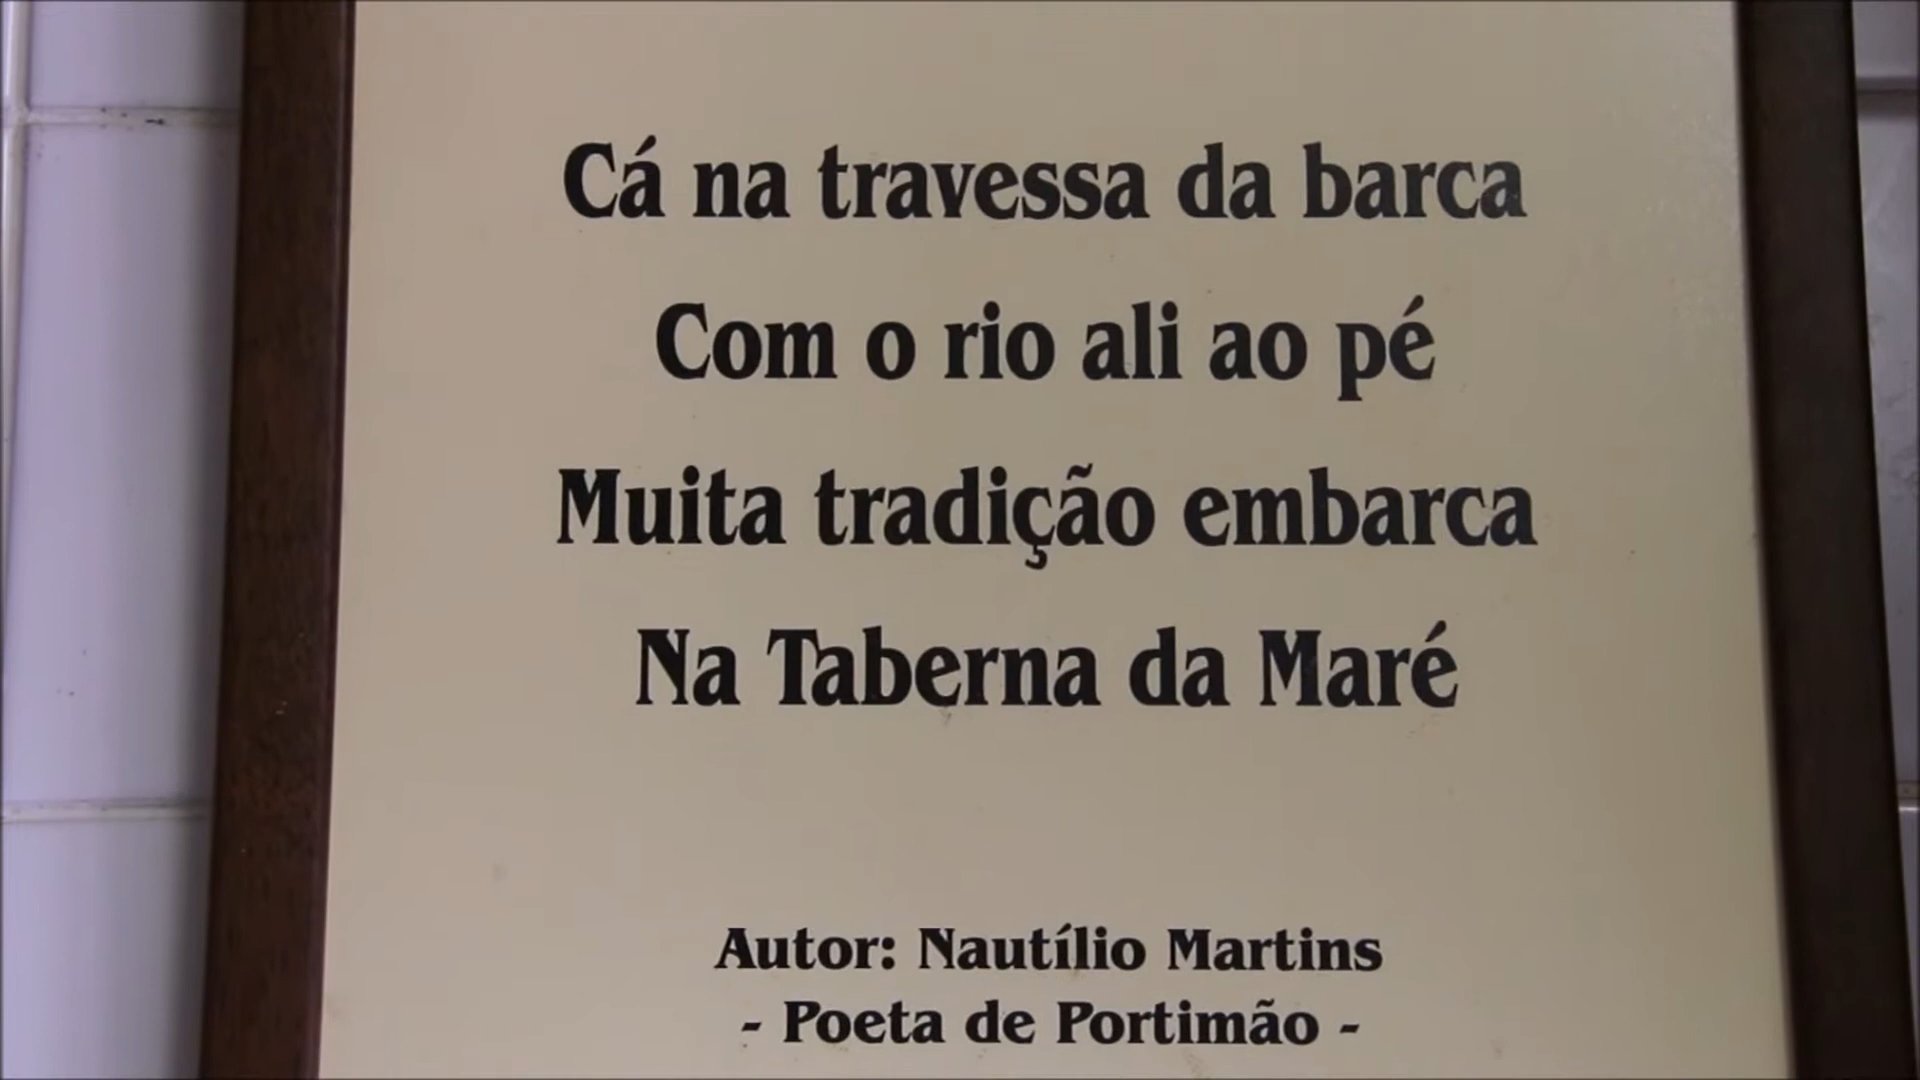 Cá na travessa da barca
Com o rio ali ao pé
Muita tradição embarca
Na Taberna da Maré
Autor: Nautílio Martins
- Poeta de Portimão -